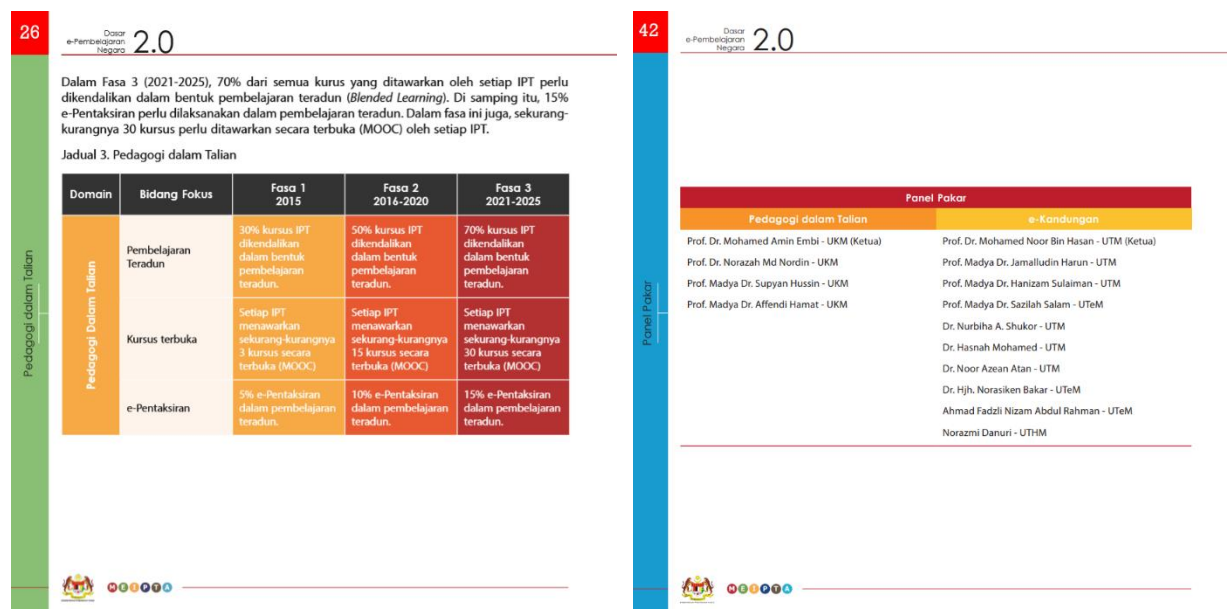 26
Dasar
e-Pembelajaran
Negara
2.0
Dalam Fasa 3 (2021-2025), 70% dari semua kursus yang ditawarkan oleh setiap IPT perlu
dikendalikan dalam bentuk pembelajaran teradun (Blended Learning). Di samping itu, 15%
e-Pentaksiran perlu dilaksanakan dalam pembelajaran teradun. Dalam fasa ini juga, sekurang-
kurangnya 30 kursus perlu ditawarkan secara terbuka (MOOC) oleh setiap IPT.
Jadual 3. Pedagogi dalam Talian
Domain
Bidang Fokus
Fasa 1
2015
Fasa 2
2016-2020
Fasa 3
2021-2025
Pedagogi Dalam Talian
Pembelajaran
Teradun
30% kursus IPT
dikendalikan
dalam bentuk
pembelajaran
teradun.
50% kursus IPT
dikendalikan
dalam bentuk
pembelajaran
teradun.
70% kursus IPT
dikendalikan
dalam bentuk
pembelajaran
teradun.
Kursus terbuka
Setiap IPT
menawarkan
sekurang-kurangnya
3 kursus secara
terbuka (MOOC)
Setiap IPT
menawarkan
sekurang-kurangnya
15 kursus secara
terbuka (MOOC)
Setiap IPT
menawarkan
sekurang-kurangnya
30 kursus secara
terbuka (MOOC)
e-Pentaksiran
5% e-Pentaksiran
dalam pembelajaran
teradun.
10% e-Pentaksiran
dalam pembelajaran
teradun.
15% e-Pentaksiran
dalam pembelajaran
teradun.
Pedagogi dalam Talian
MEIPTA
42
Dasar
e-Pembelajaran
Negara
2.0
Panel Pakar
Pedagogi dalam Talian
e-Kandungan
Prof. Dr. Mohamed Amin Embi - UKM (Ketua)
Prof. Dr. Norazah Md Nordin - UKM
Prof. Madya Dr. Supyan Hussin - UKM
Prof. Madya Dr. Affendi Hamat - UKM
Prof. Dr. Mohamed Noor Bin Hasan - UTM (Ketua)
Prof. Madya Dr. Jamalludin Harun - UTM
Prof. Madya Dr. Hanizam Sulaiman - UTM
Prof. Madya Dr. Sazilah Salam - UTeM
Dr. Nurbiha A. Shukor - UTM
Dr. Hasnah Mohamed - UTM
Dr. Noor Azean Atan - UTM
Dr. Hjh. Norasiken Bakar - UTeM
Ahmad Fadzli Nizam Abdul Rahman - UTeM
Norazmi Danuri - UTHM
Panel Pakar
MEIPTA